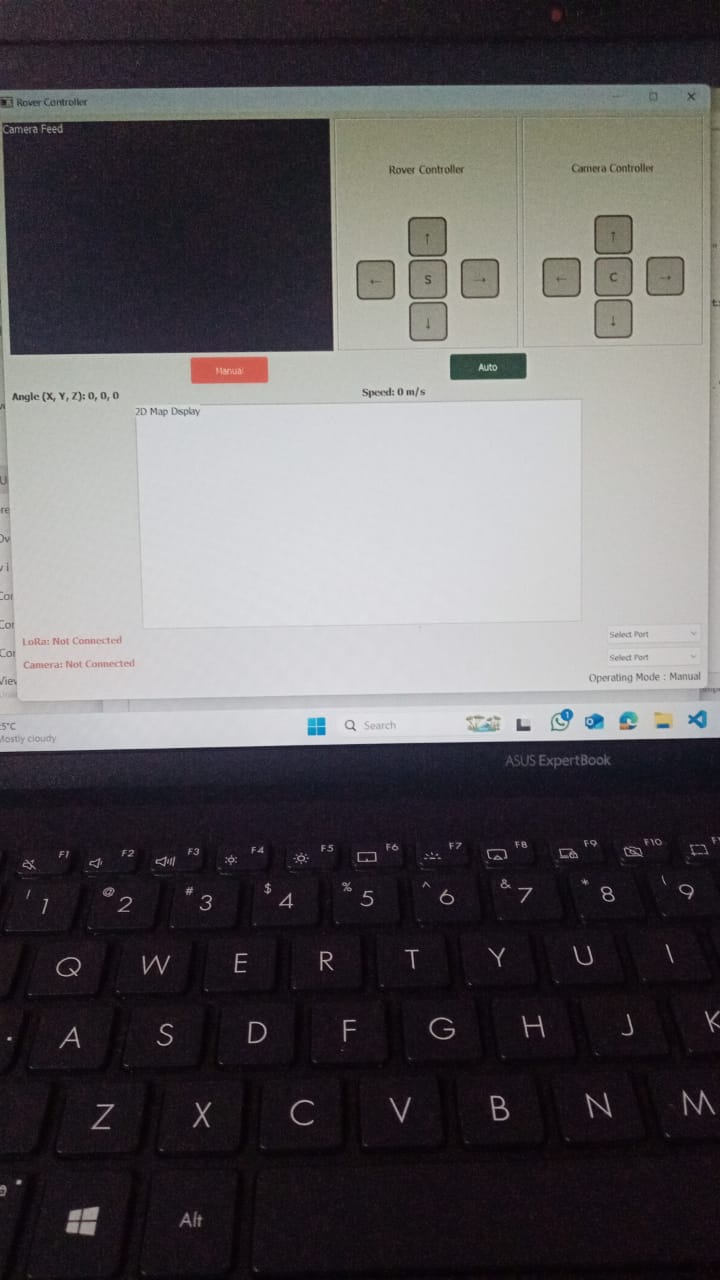 Rover Controller
Camera Feed
Rover Controller
Camera Controller
↑
← S →
↓
↑
← C →
↓
Manual
Auto
Angle (X, Y, Z): 0, 0, 0
Speed: 0 m/s
2D Map Display
LoRa: Not Connected
Camera: Not Connected
Select Port
Select Port
Operating Mode : Manual
Mostly cloudy
Search
1
ASUS ExpertBook
F1 F2 F3 F4 F5 F6 F7 F8 F9 F10
! 1 @ 2 # 3 $ 4 % 5 ^ 6 & 7 * 8 ( 9
Q W E R T Y U I
A S D F G H J K
Z X C V B N M
Alt